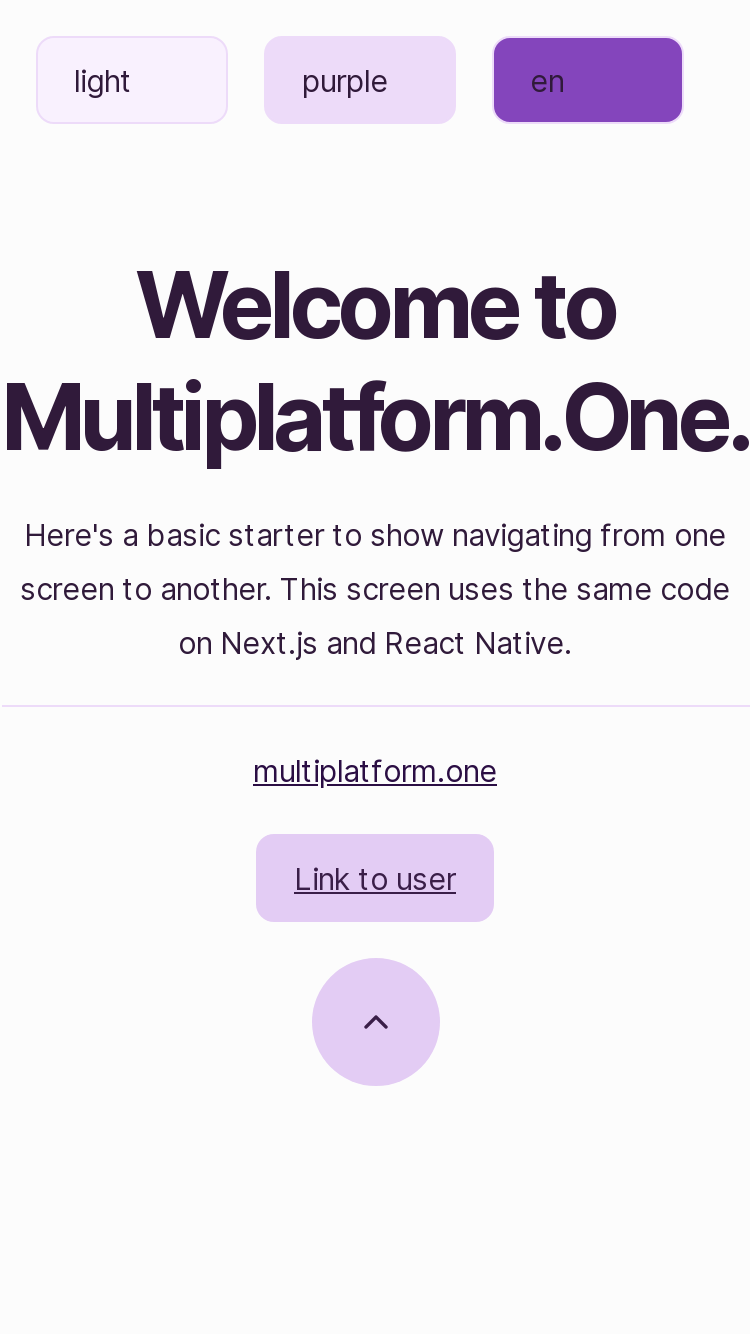 light
purple
en
Welcome to
Multiplatform.One.
Here's a basic starter to show navigating from one
screen to another. This screen uses the same code
on Next.js and React Native.
multiplatform.one
Link to user